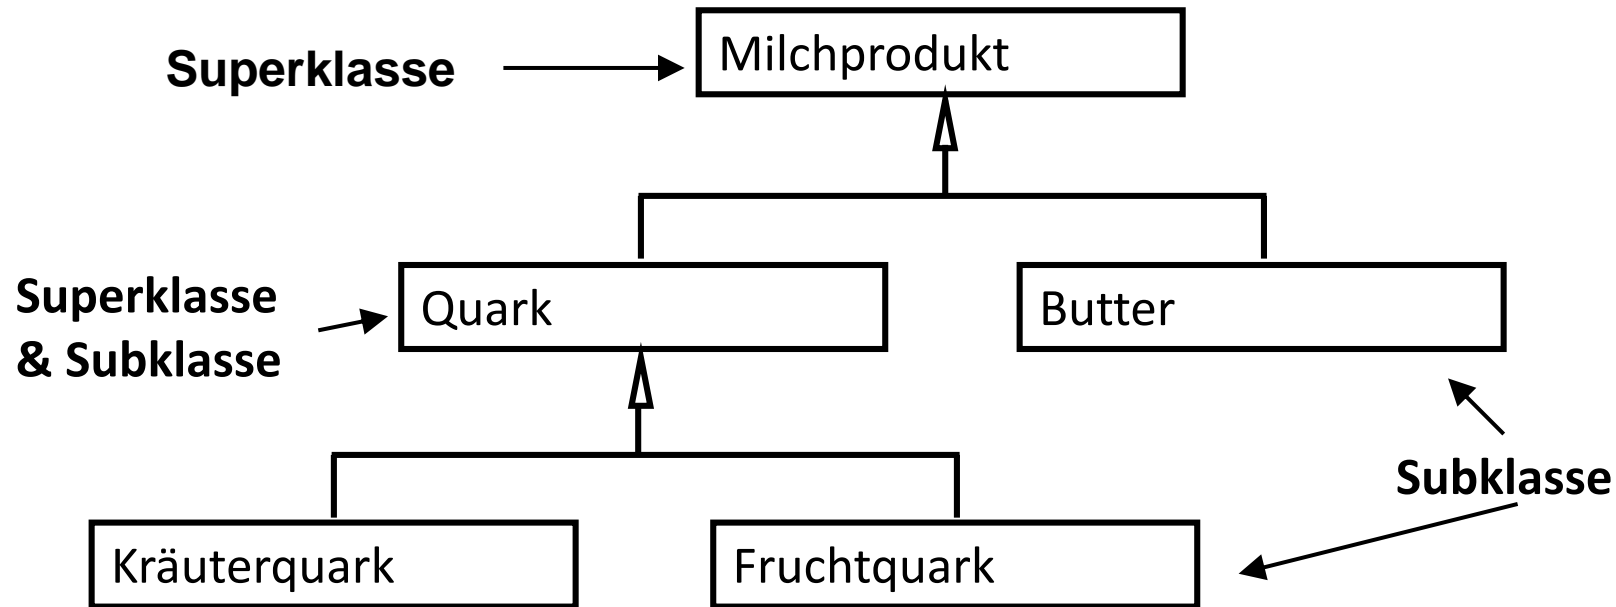 Milchprodukt
Superklasse
Superklasse
& Subklasse
Quark
Butter
Subklasse
Kräuterquark
Fruchtquark